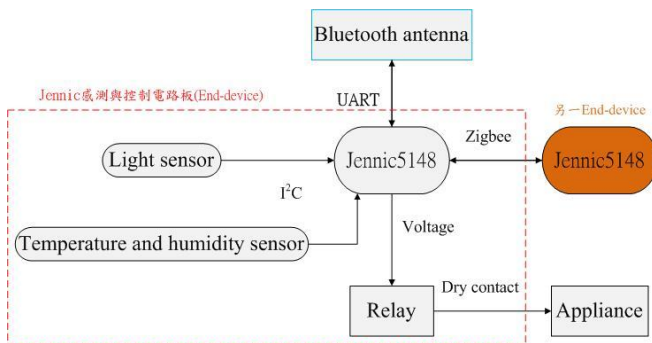 Bluetooth antenna
Jennic感測與控制電路板(End-device)
UART
另一End-device
Light sensor
Jennic5148
Zigbee
Jennic5148
I²C
Temperature and humidity sensor
Voltage
Relay
Dry contact
Appliance